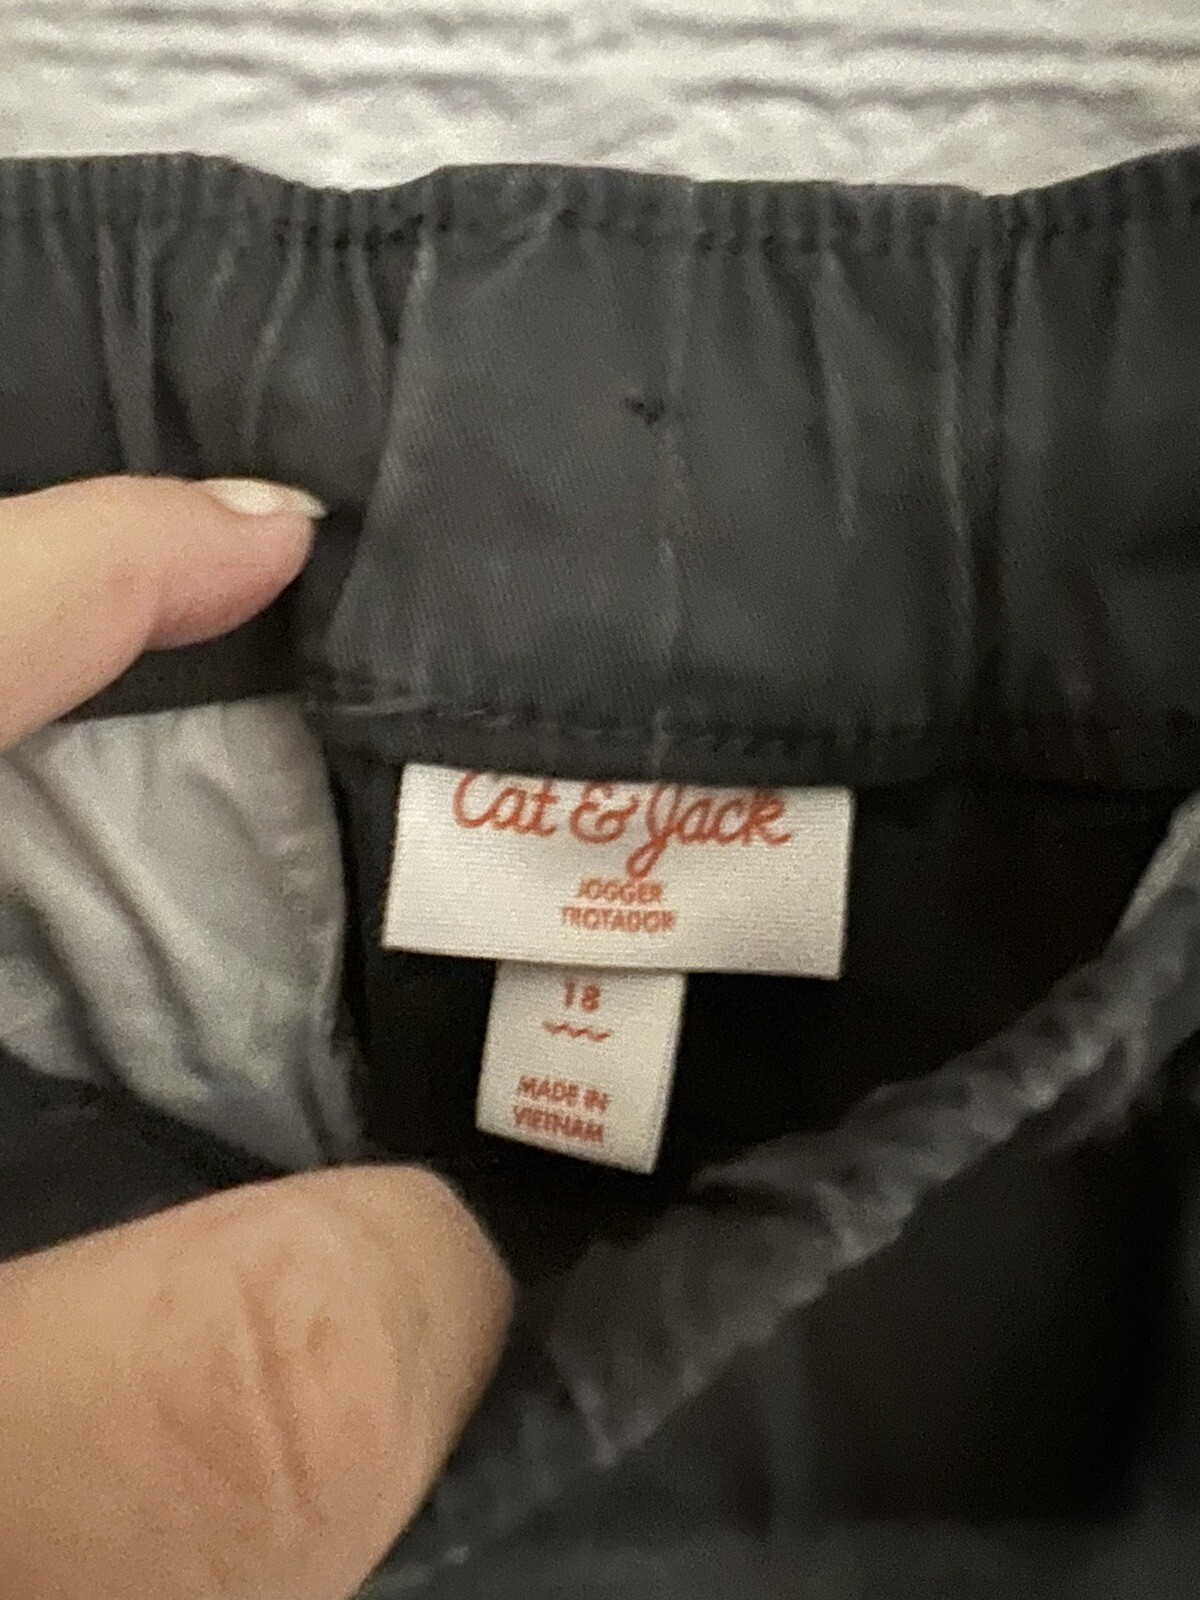 Cat & Jack
JOGGER
TROTADOR
18
MADE IN
VIETNAM